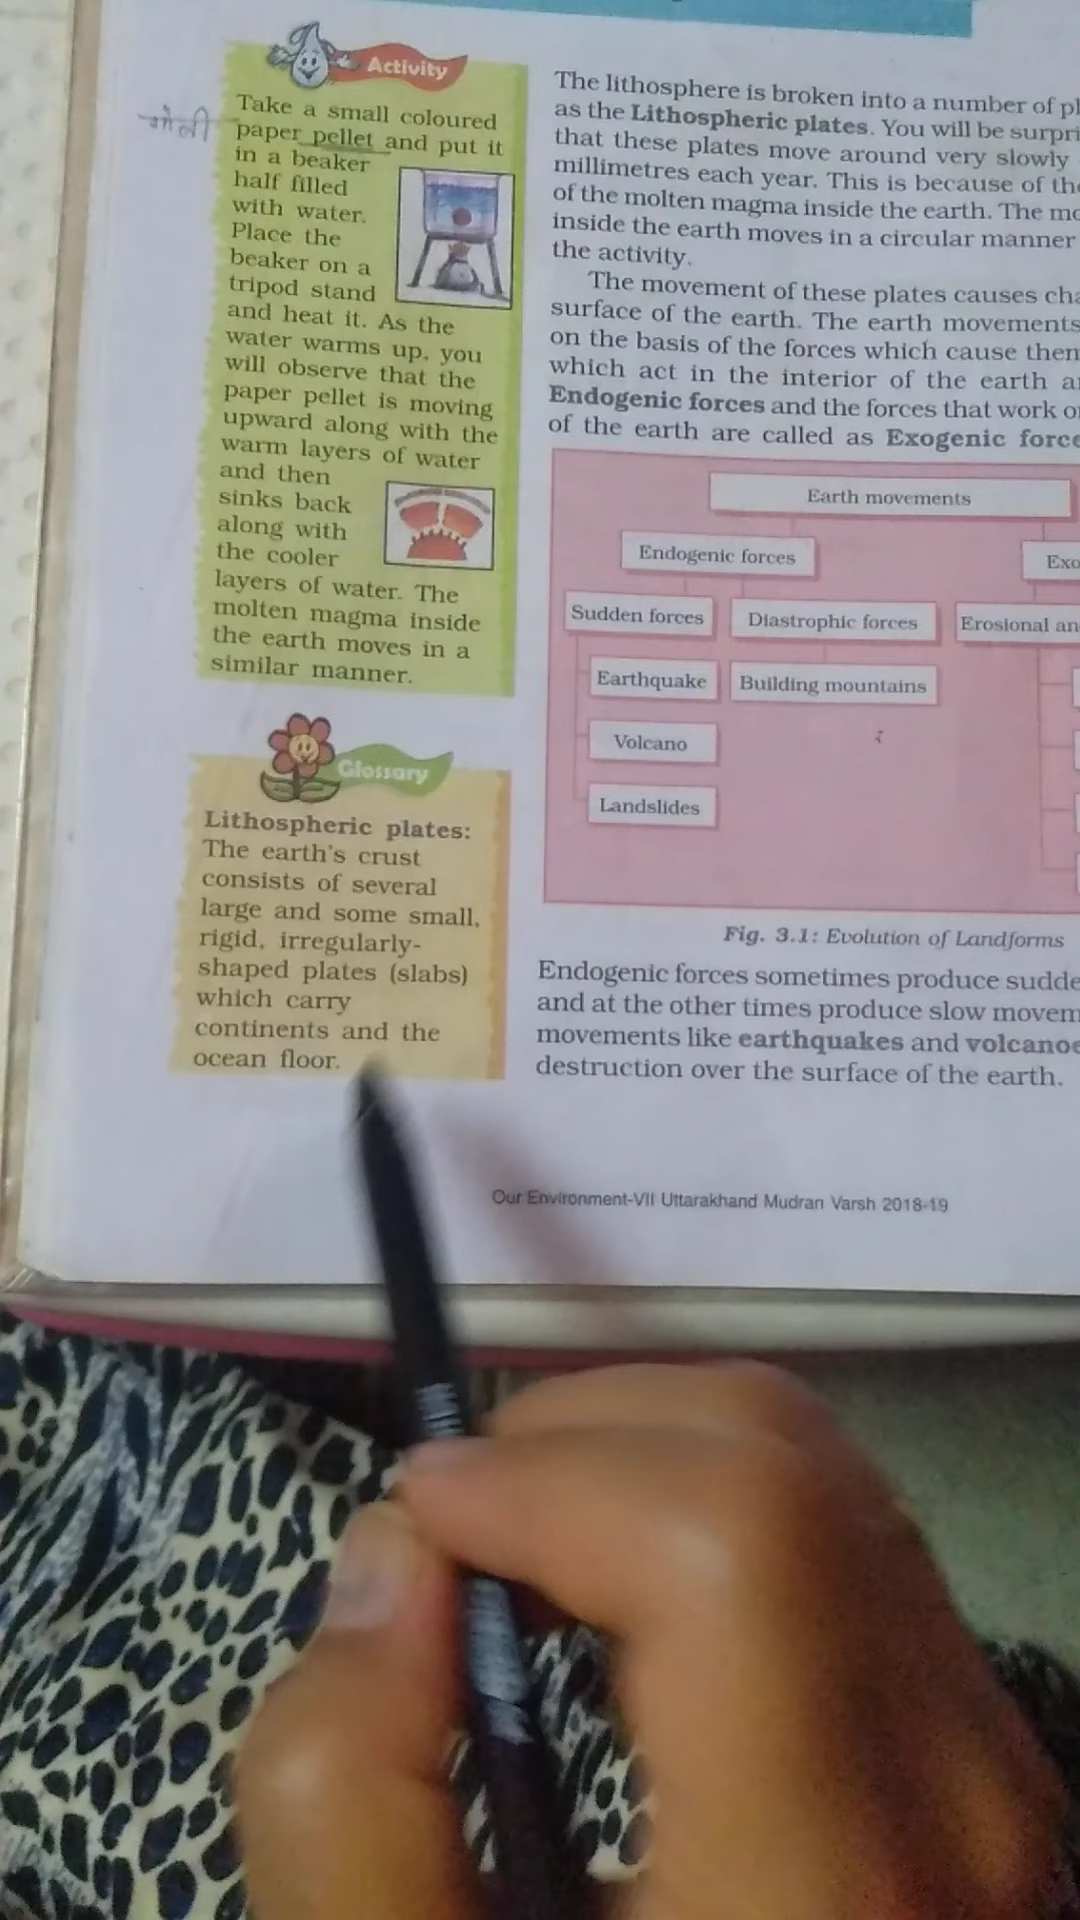 Activity
गोली
Take a small coloured
paper pellet and put it
in a beaker
half filled
with water.
Place the
beaker on a
tripod stand
and heat it. As the
water warms up, you
will observe that the
paper pellet is moving
upward along with the
warm layers of water
and then
sinks back
along with
the cooler
layers of water. The
molten magma inside
the earth moves in a
similar manner.
Glossary
Lithospheric plates:
The earth's crust
consists of several
large and some small,
rigid, irregularly-
shaped plates (slabs)
which carry
continents and the
ocean floor.
The lithosphere is broken into a number of
as the Lithospheric plates. You will be
that these plates move around very slowly
millimetres each year. This is because of
of the molten magma inside the earth. The
inside the earth moves in a circular manner
the activity.
The movement of these plates causes
surface of the earth. The earth movements
on the basis of the forces which cause
which act in the interior of the earth
Endogenic forces and the forces that work
of the earth are called as Exogenic
Earth movements
Endogenic forces
Exo
Sudden forces
Diastrophic forces
Erosional an
Earthquake
Building mountains
Volcano
Landslides
Fig. 3.1: Evolution of Landforms
Endogenic forces sometimes produce
and at the other times produce slow
movements like earthquakes and
destruction over the surface of the earth.
Our Environment-VII Uttarakhand Mudran Varsh 2018-19